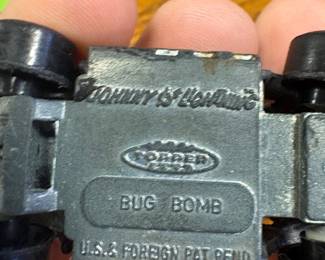 JOHNNY LIGHTNING
TOPPER
BUG BOMB
U.S.& FOREIGN PAT PEND